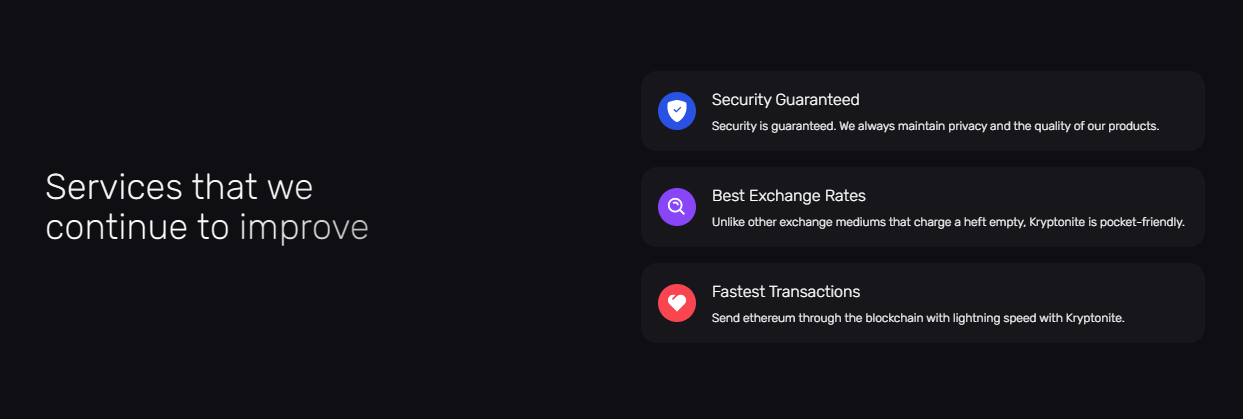 Services that we
continue to improve
Security Guaranteed
Security is guaranteed. We always maintain privacy and the quality of our products.
Best Exchange Rates
Unlike other exchange mediums that charge a heft empty, Kryptonite is pocket-friendly.
Fastest Transactions
Send ethereum through the blockchain with lightning speed with Kryptonite.